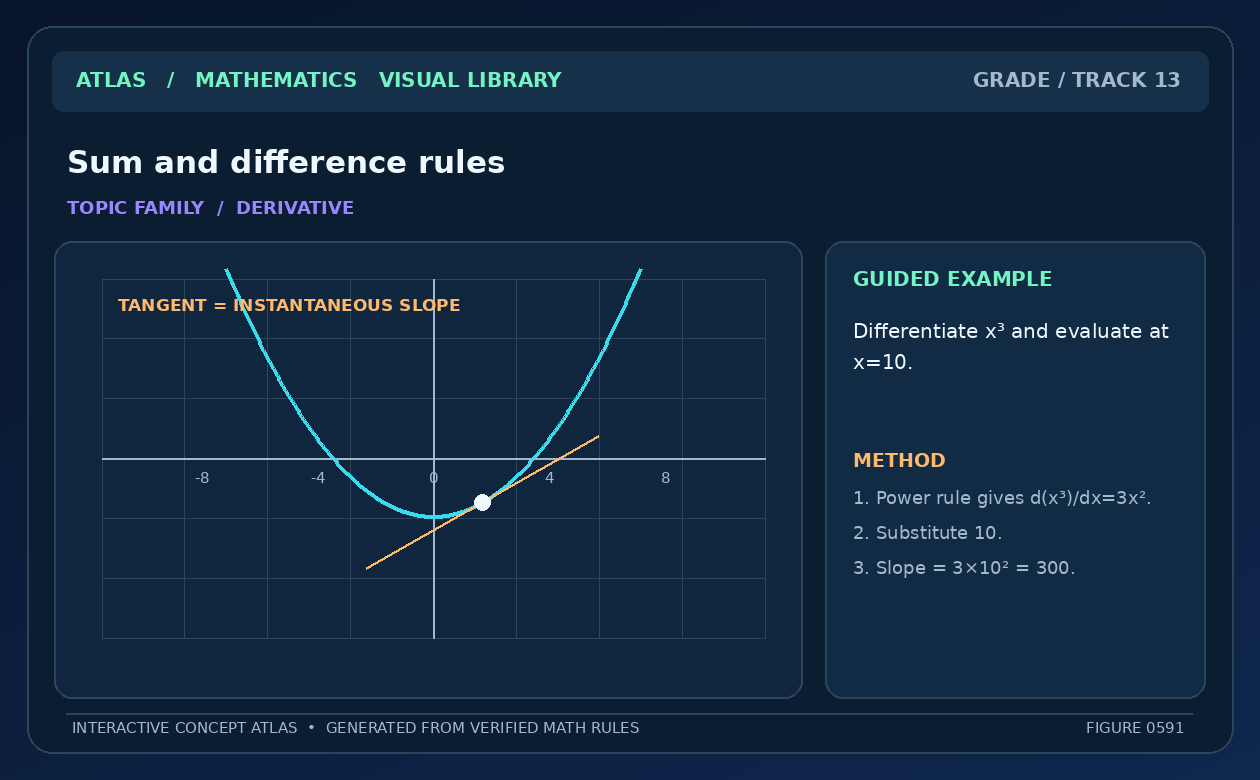 ATLAS / MATHEMATICS VISUAL LIBRARY
GRADE / TRACK 13
Sum and difference rules
TOPIC FAMILY / DERIVATIVE
TANGENT = INSTANTANEOUS SLOPE
-8 -4 0 4 8
GUIDED EXAMPLE
Differentiate x³ and evaluate at
x=10.
METHOD
1. Power rule gives d(x³)/dx=3x².
2. Substitute 10.
3. Slope = 3×10² = 300.
INTERACTIVE CONCEPT ATLAS • GENERATED FROM VERIFIED MATH RULES
FIGURE 0591